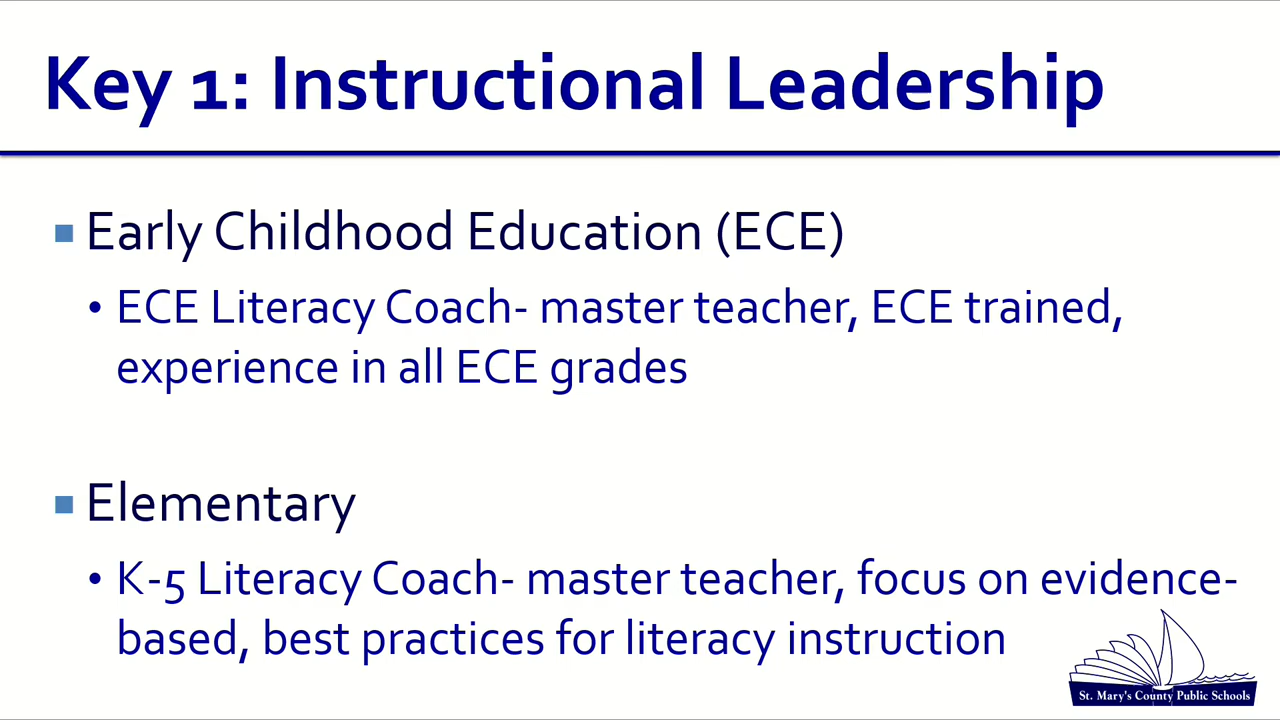 Key 1: Instructional Leadership
Early Childhood Education (ECE)
ECE Literacy Coach- master teacher, ECE trained,
experience in all ECE grades
Elementary
K-5 Literacy Coach- master teacher, focus on evidence-
based, best practices for literacy instruction
St. Mary's County Public Schools